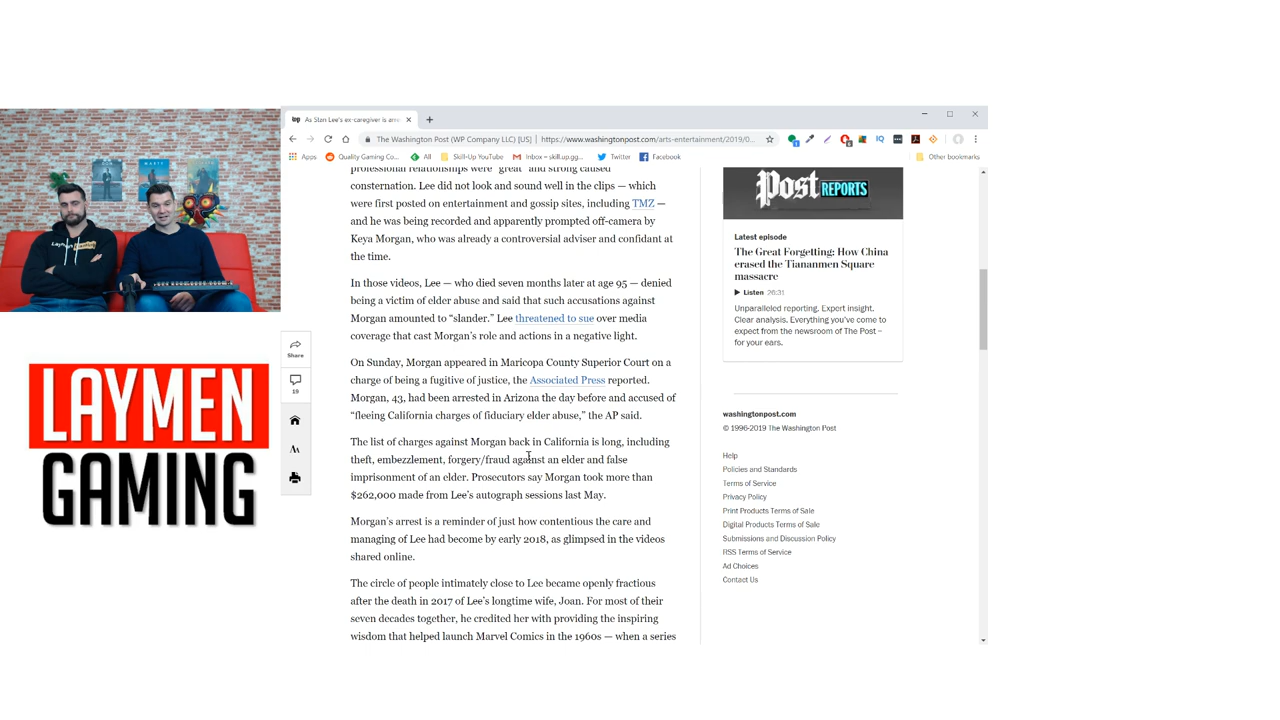 As Stan Lee's ex-caregiver is arre
The Washington Post (WP Company LLC) [US] | https://www.washingtonpost.com/arts-entertainment/2019/0...
Apps
Quality Gaming Co...
All
Skill-Up YouTube
Inbox – skill.up.gg...
Twitter
Facebook
Other bookmarks
LAYMEN
GAMING
Share
19
professional relationships were "great" and strong caused
consternation. Lee did not look and sound well in the clips — which
were first posted on entertainment and gossip sites, including TMZ —
and he was being recorded and apparently prompted off-camera by
Keya Morgan, who was already a controversial adviser and confidant at
the time.
In those videos, Lee — who died seven months later at age 95 — denied
being a victim of elder abuse and said that such accusations against
Morgan amounted to “slander.” Lee threatened to sue over media
coverage that cast Morgan’s role and actions in a negative light.
On Sunday, Morgan appeared in Maricopa County Superior Court on a
charge of being a fugitive of justice, the Associated Press reported.
Morgan, 43, had been arrested in Arizona the day before and accused of
“fleeing California charges of fiduciary elder abuse,” the AP said.
The list of charges against Morgan back in California is long, including
theft, embezzlement, forgery/fraud against an elder and false
imprisonment of an elder. Prosecutors say Morgan took more than
$262,000 made from Lee’s autograph sessions last May.
Morgan’s arrest is a reminder of just how contentious the care and
managing of Lee had become by early 2018, as glimpsed in the videos
shared online.
The circle of people intimately close to Lee became openly fractious
after the death in 2017 of Lee’s longtime wife, Joan. For most of their
seven decades together, he credited her with providing the inspiring
wisdom that helped launch Marvel Comics in the 1960s — when a series
Post REPORTS
Latest episode
The Great Forgetting: How China
erased the Tiananmen Square
massacre
Listen 26:31
Unparalleled reporting. Expert insight.
Clear analysis. Everything you’ve come to
expect from the newsroom of The Post –
for your ears.
washingtonpost.com
© 1996-2019 The Washington Post
Help
Policies and Standards
Terms of Service
Privacy Policy
Print Products Terms of Sale
Digital Products Terms of Sale
Submissions and Discussion Policy
RSS Terms of Service
Ad Choices
Contact Us